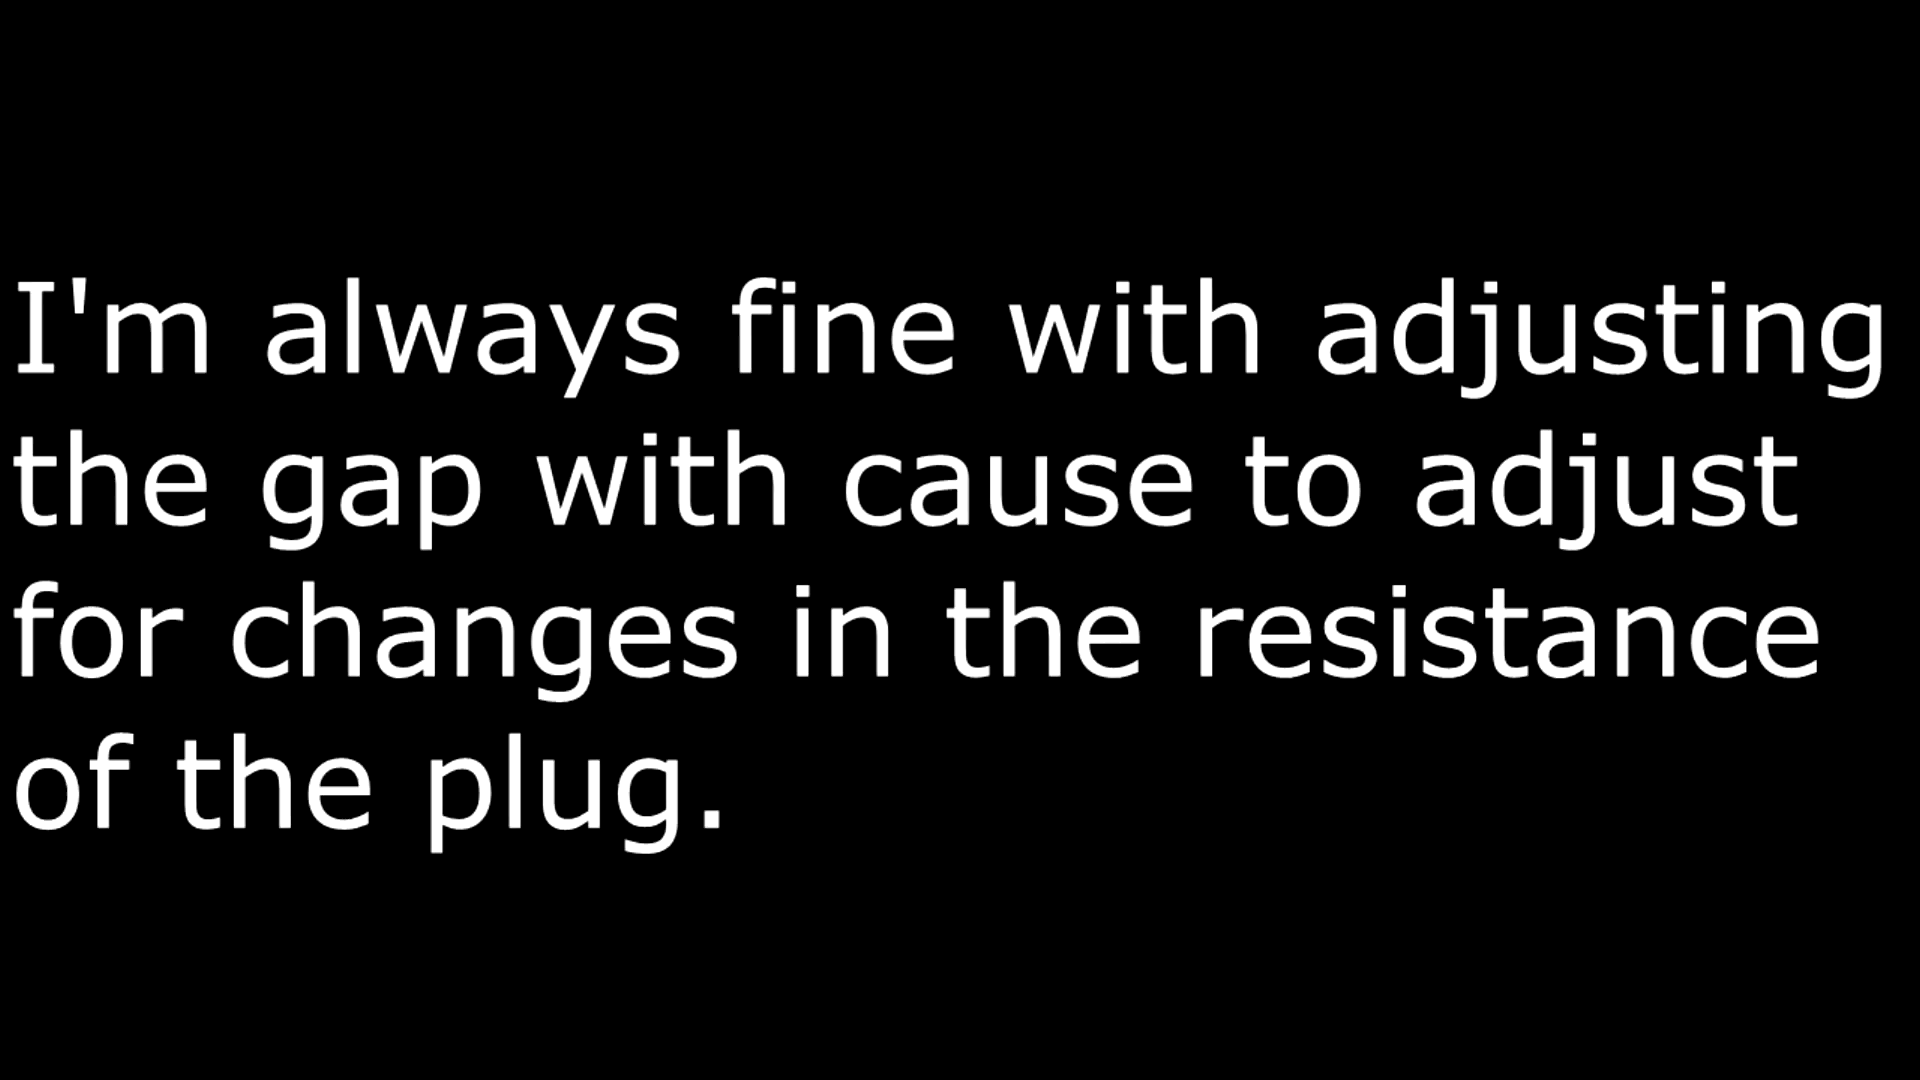 I'm always fine with adjusting
the gap with cause to adjust
for changes in the resistance
of the plug.